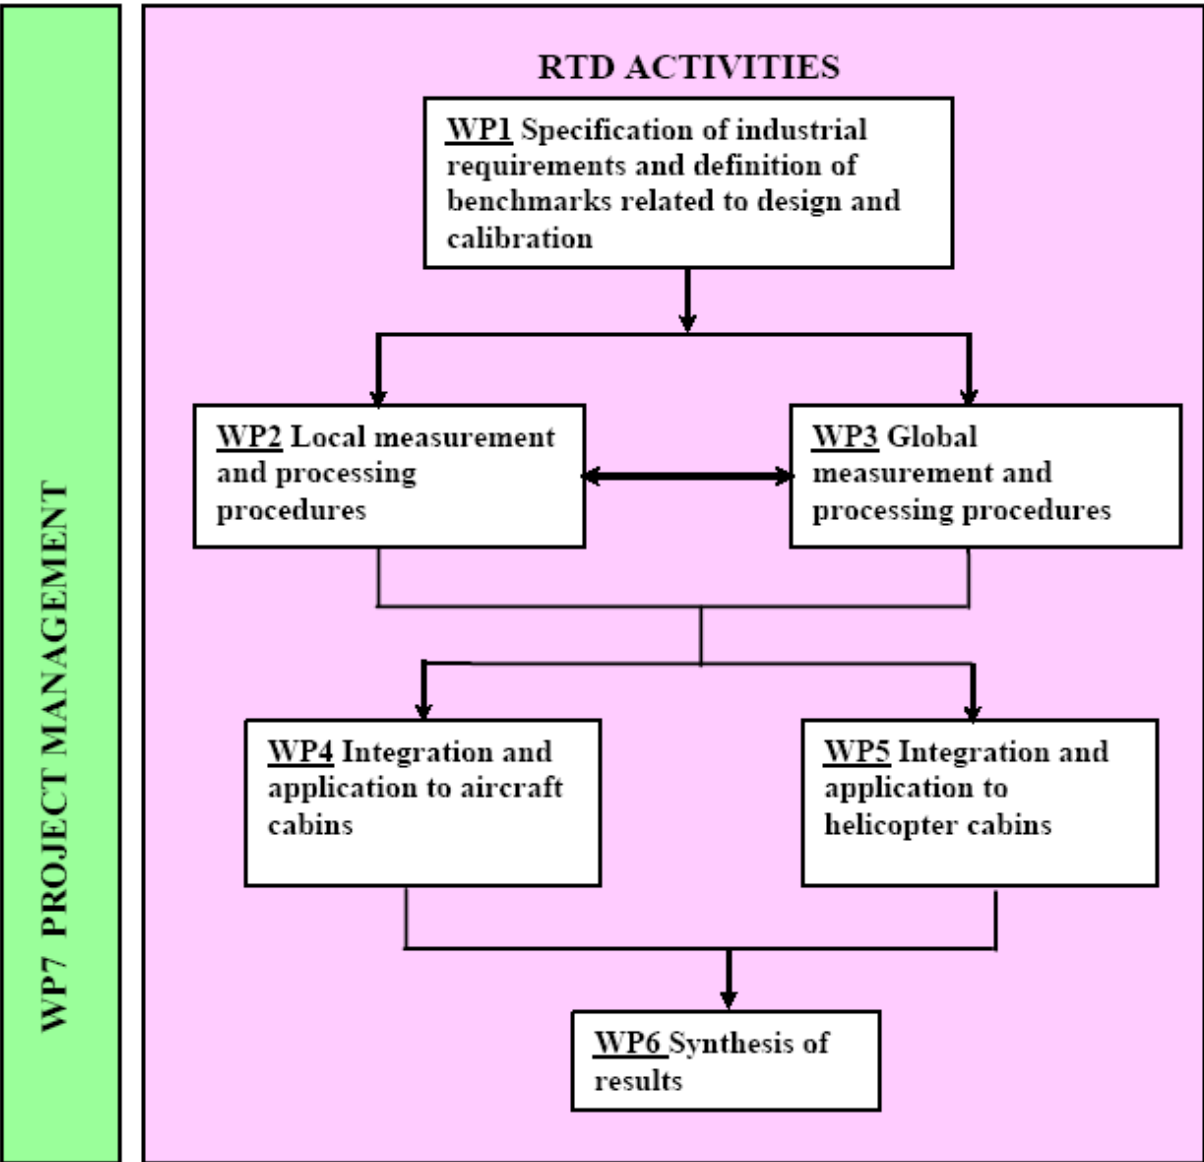 RTD ACTIVITIES
WP1 Specification of industrial
requirements and definition of
benchmarks related to design and
calibration
WP2 Local measurement
and processing
procedures
WP3 Global
measurement and
processing procedures
WP4 Integration and
application to aircraft
cabins
WP5 Integration and
application to
helicopter cabins
WP6 Synthesis of
results
WP7 PROJECT MANAGEMENT